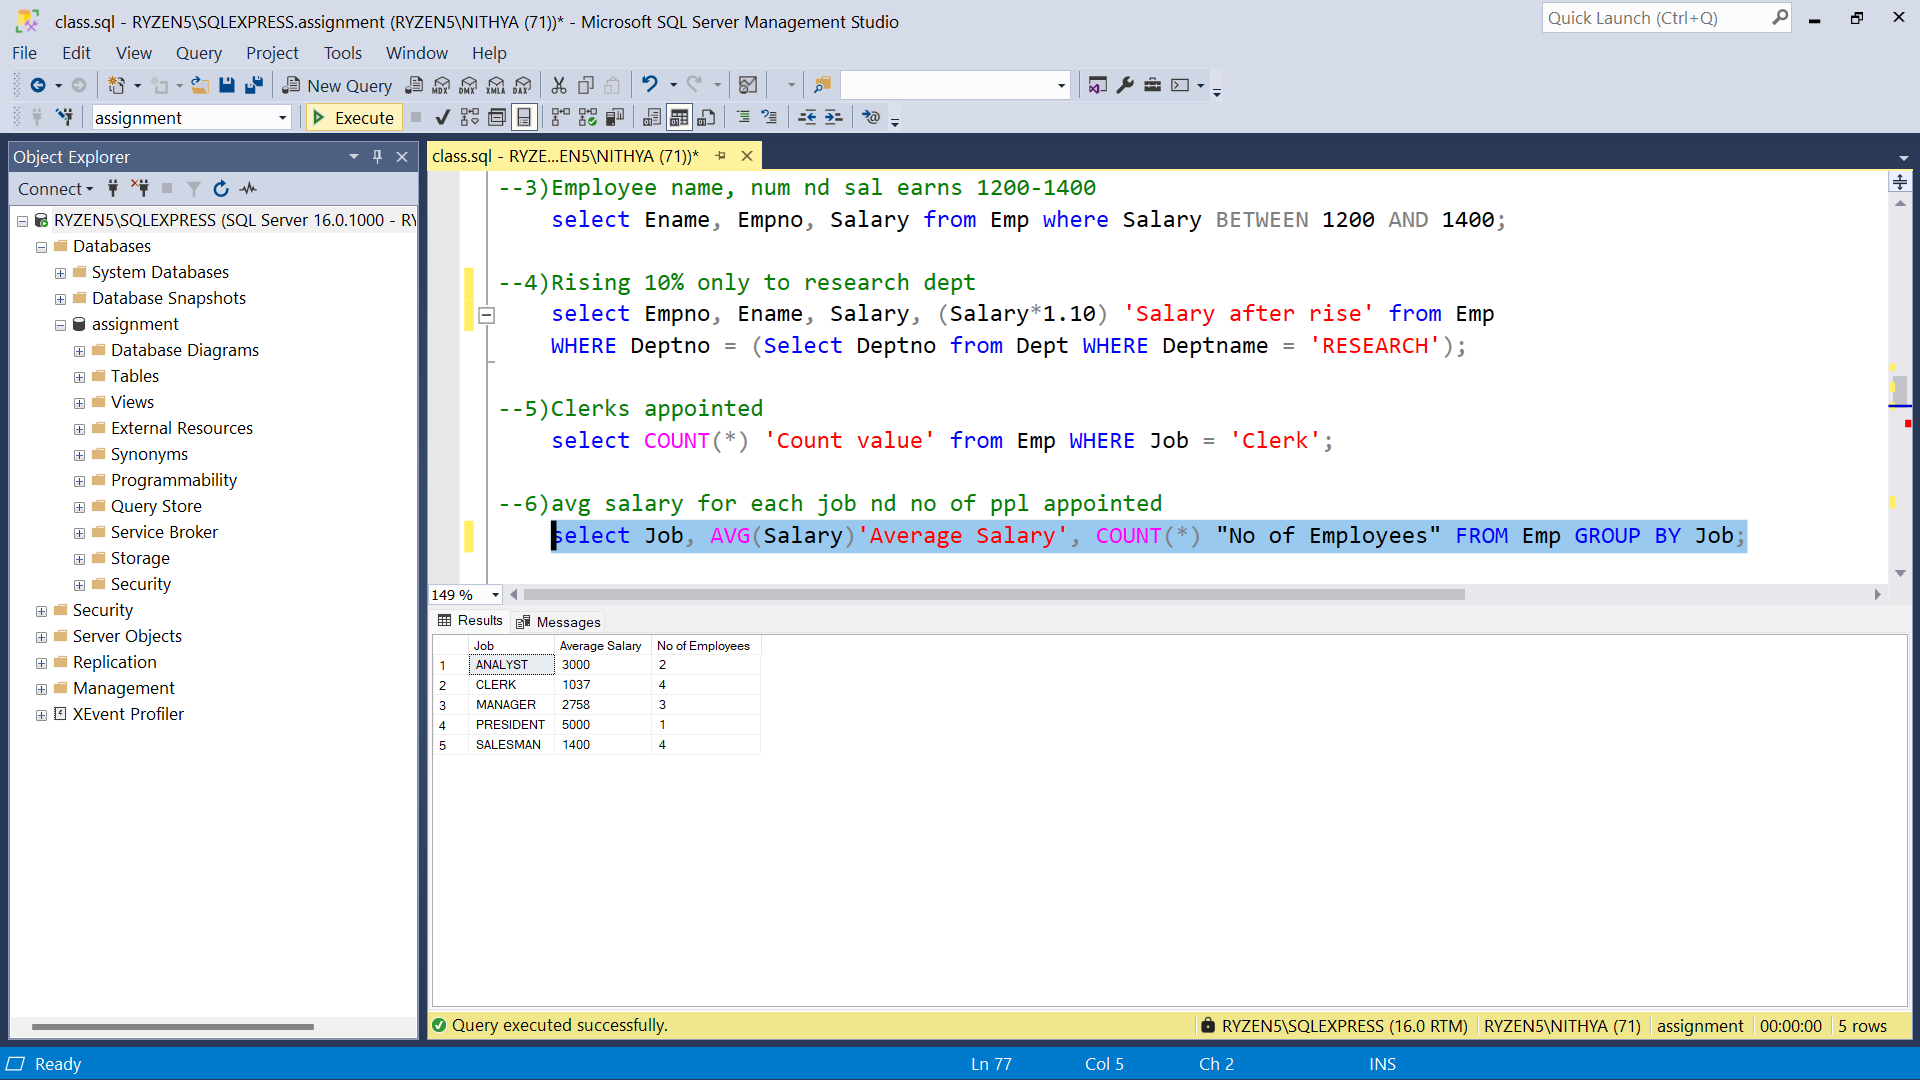 class.sql - RYZEN5\SQLEXPRESS.assignment (RYZEN5\NITHYA (71))* - Microsoft SQL Server Management Studio
Quick Launch (Ctrl+Q)
File Edit View Query Project Tools Window Help
New Query MDX DMX XMLA DAX
assignment Execute
Object Explorer
Connect
RYZEN5\SQLEXPRESS (SQL Server 16.0.1000 - RY
Databases
System Databases
Database Snapshots
assignment
Database Diagrams
Tables
Views
External Resources
Synonyms
Programmability
Query Store
Service Broker
Storage
Security
Security
Server Objects
Replication
Management
XEvent Profiler
class.sql - RYZE...EN5\NITHYA (71))*
--3)Employee name, num nd sal earns 1200-1400
select Ename, Empno, Salary from Emp where Salary BETWEEN 1200 AND 1400;
--4)Rising 10% only to research dept
select Empno, Ename, Salary, (Salary*1.10) 'Salary after rise' from Emp
WHERE Deptno = (Select Deptno from Dept WHERE Deptname = 'RESEARCH');
--5)Clerks appointed
select COUNT(*) 'Count value' from Emp WHERE Job = 'Clerk';
--6)avg salary for each job nd no of ppl appointed
select Job, AVG(Salary)'Average Salary', COUNT(*) "No of Employees" FROM Emp GROUP BY Job;
149 %
Results Messages
Job Average Salary No of Employees
1 ANALYST 3000 2
2 CLERK 1037 4
3 MANAGER 2758 3
4 PRESIDENT 5000 1
5 SALESMAN 1400 4
Query executed successfully. RYZEN5\SQLEXPRESS (16.0 RTM) RYZEN5\NITHYA (71) assignment 00:00:00 5 rows
Ready Ln 77 Col 5 Ch 2 INS